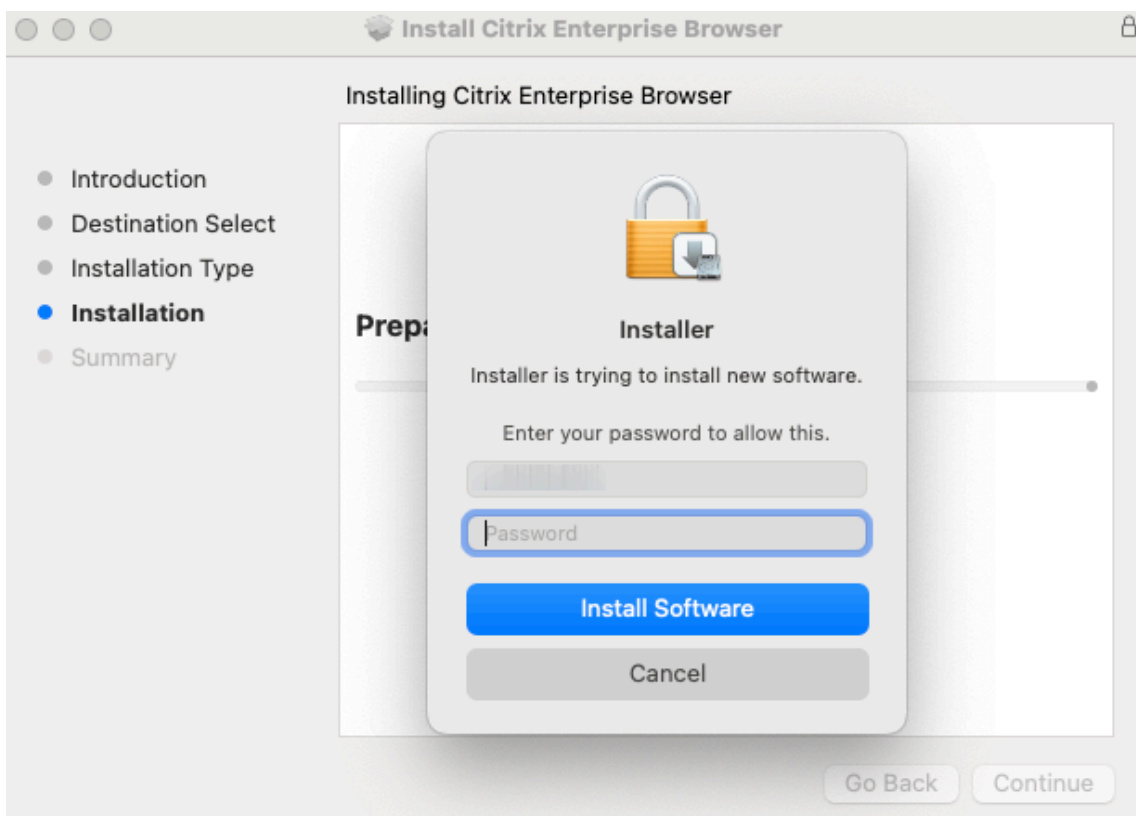 Install Citrix Enterprise Browser
Installing Citrix Enterprise Browser
Introduction
Destination Select
Installation Type
Installation
Summary
Installer
Installer is trying to install new software.
Enter your password to allow this.
Password
Install Software
Cancel
Go Back
Continue